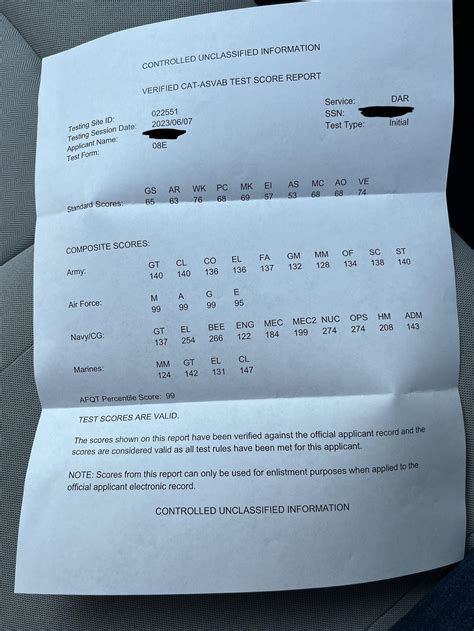 CONTROLLED UNCLASSIFIED INFORMATION
VERIFIED CAT-ASVAB TEST SCORE REPORT
Testing Site ID: 022551 Service: DAR
Testing Session Date: 2023/06/07 SSN:
Applicant Name: Test Type: Initial
Test Form: 08E
GS AR WK PC MK EI AS MC AO VE
Standard Scores: 65 63 76 68 69 57 53 68 68 74
COMPOSITE SCORES:
GT CL CO EL FA GM MM OF SC ST
Army: 140 140 136 136 137 132 128 134 138 140
M A G E
Air Force: 99 99 99 95
GT EL BEE ENG MEC MEC2 NUC OPS HM ADM
Navy/CG: 137 254 266 122 184 199 274 274 208 143
MM GT EL CL
Marines: 124 142 131 147
AFQT Percentile Score: 99
TEST SCORES ARE VALID.
The scores shown on this report have been verified against the official applicant record and the
scores are considered valid as all test rules have been met for this applicant.
NOTE: Scores from this report can only be used for enlistment purposes when applied to the
official applicant electronic record.
CONTROLLED UNCLASSIFIED INFORMATION